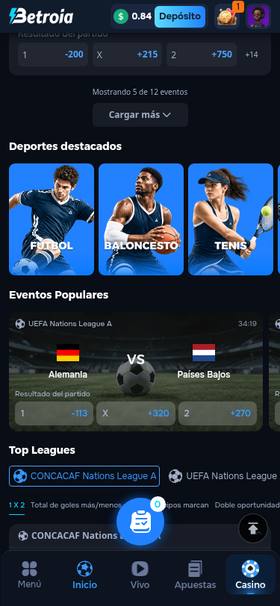 Betroia
$ 0.84 Depósito
1
Resultado del partido
1 -200 X +215 2 +750 +14
Mostrando 5 de 12 eventos
Cargar más
Deportes destacados
FÚTBOL BALONCESTO TENIS
Eventos Populares
UEFA Nations League A 34:19
Alemania VS Países Bajos
Resultado del partido
1 -113 X +320 2 +270
Top Leagues
CONCACAF Nations League A UEFA Nations League
1 X 2 Total de goles más/menos ipos marcan Doble oportunidad
0
CONCACAF Nations L
Menú Inicio Vivo Apuestas Casino